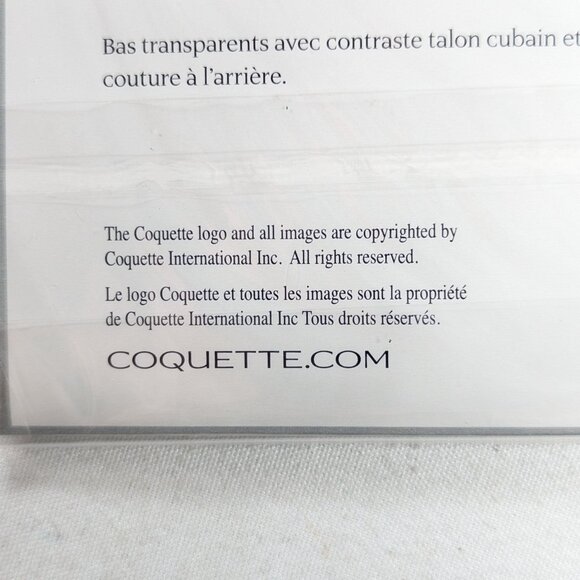 Bas transparents avec contraste talon cubain et
couture à l'arrière.
The Coquette logo and all images are copyrighted by
Coquette International Inc. All rights reserved.
Le logo Coquette et toutes les images sont la propriété
de Coquette International Inc Tous droits réservés.
COQUETTE.COM